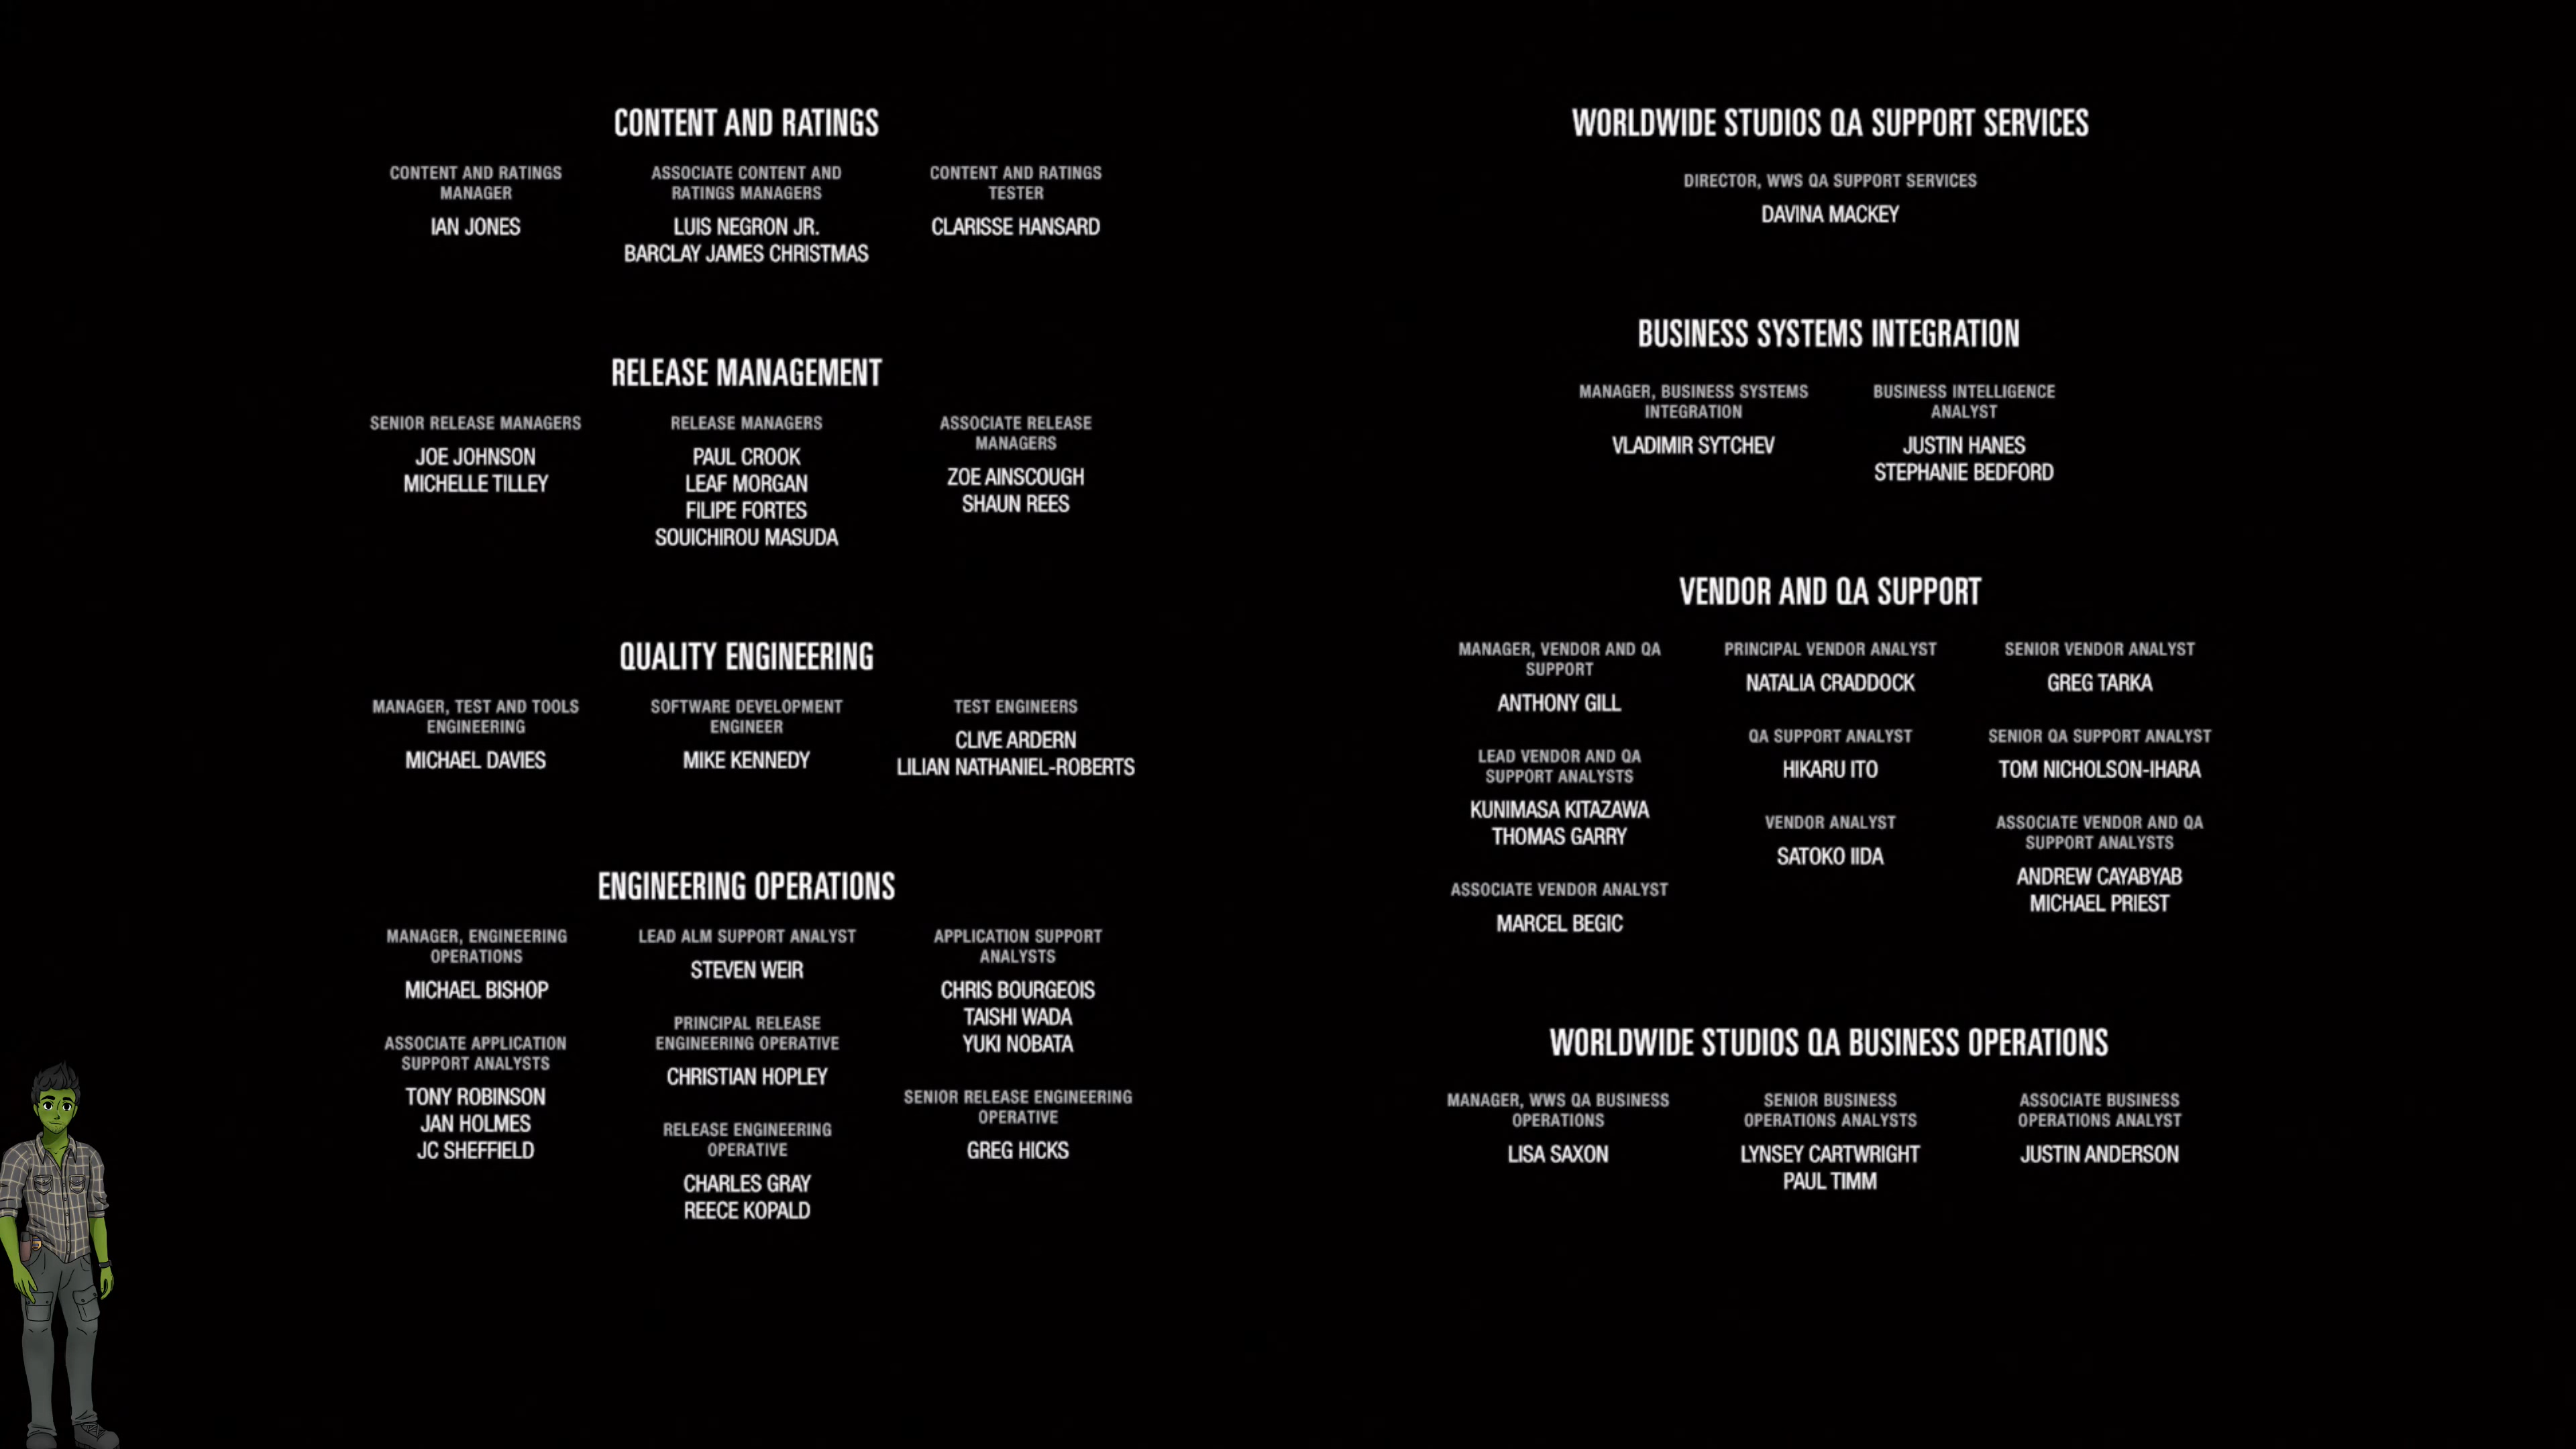 CONTENT AND RATINGS
CONTENT AND RATINGS
MANAGER
IAN JONES
ASSOCIATE CONTENT AND
RATINGS MANAGERS
LUIS NEGRON JR.
BARCLAY JAMES CHRISTMAS
CONTENT AND RATINGS
TESTER
CLARISSE HANSARD
RELEASE MANAGEMENT
SENIOR RELEASE MANAGERS
JOE JOHNSON
MICHELLE TILLEY
RELEASE MANAGERS
PAUL CROOK
LEAF MORGAN
FILIPE FORTES
SOUICHIROU MASUDA
ASSOCIATE RELEASE
MANAGERS
ZOE AINSCOUGH
SHAUN REES
QUALITY ENGINEERING
MANAGER, TEST AND TOOLS
ENGINEERING
MICHAEL DAVIES
SOFTWARE DEVELOPMENT
ENGINEER
MIKE KENNEDY
TEST ENGINEERS
CLIVE ARDERN
LILIAN NATHANIEL-ROBERTS
ENGINEERING OPERATIONS
MANAGER, ENGINEERING
OPERATIONS
MICHAEL BISHOP
ASSOCIATE APPLICATION
SUPPORT ANALYSTS
TONY ROBINSON
JAN HOLMES
JC SHEFFIELD
LEAD ALM SUPPORT ANALYST
STEVEN WEIR
PRINCIPAL RELEASE
ENGINEERING OPERATIVE
CHRISTIAN HOPLEY
RELEASE ENGINEERING
OPERATIVE
CHARLES GRAY
REECE KOPALD
APPLICATION SUPPORT
ANALYSTS
CHRIS BOURGEOIS
TAISHI WADA
YUKI NOBATA
SENIOR RELEASE ENGINEERING
OPERATIVE
GREG HICKS
WORLDWIDE STUDIOS QA SUPPORT SERVICES
DIRECTOR, WWS QA SUPPORT SERVICES
DAVINA MACKEY
BUSINESS SYSTEMS INTEGRATION
MANAGER, BUSINESS SYSTEMS
INTEGRATION
VLADIMIR SYTCHEV
BUSINESS INTELLIGENCE
ANALYST
JUSTIN HANES
STEPHANIE BEDFORD
VENDOR AND QA SUPPORT
MANAGER, VENDOR AND QA
SUPPORT
ANTHONY GILL
LEAD VENDOR AND QA
SUPPORT ANALYSTS
KUNIMASA KITAZAWA
THOMAS GARRY
ASSOCIATE VENDOR ANALYST
MARCEL BEGIC
PRINCIPAL VENDOR ANALYST
NATALIA CRADDOCK
QA SUPPORT ANALYST
HIKARU ITO
VENDOR ANALYST
SATOKO IIDA
SENIOR VENDOR ANALYST
GREG TARKA
SENIOR QA SUPPORT ANALYST
TOM NICHOLSON-IHARA
ASSOCIATE VENDOR AND QA
SUPPORT ANALYSTS
ANDREW CAYABYAB
MICHAEL PRIEST
WORLDWIDE STUDIOS QA BUSINESS OPERATIONS
MANAGER, WWS QA BUSINESS
OPERATIONS
LISA SAXON
SENIOR BUSINESS
OPERATIONS ANALYSTS
LYNSEY CARTWRIGHT
PAUL TIMM
ASSOCIATE BUSINESS
OPERATIONS ANALYST
JUSTIN ANDERSON